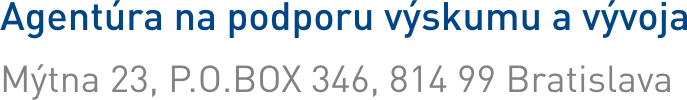 Agentúra na podporu výskumu a vývoja
Mýtna 23, P.O.BOX 346, 814 99 Bratislava